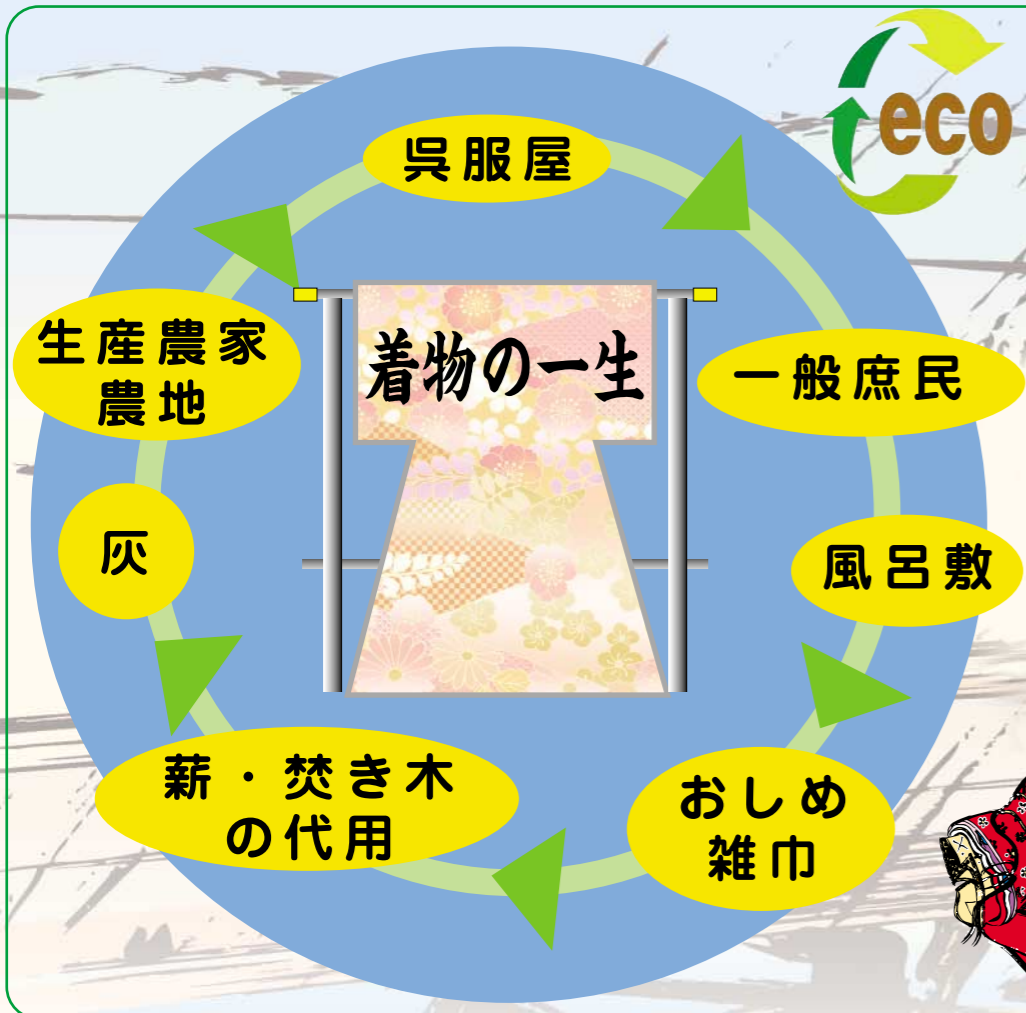 eco
呉服屋
着物の一生
一般庶民
風呂敷
おしめ
雑巾
薪・焚き木
の代用
灰
生産農家
農地